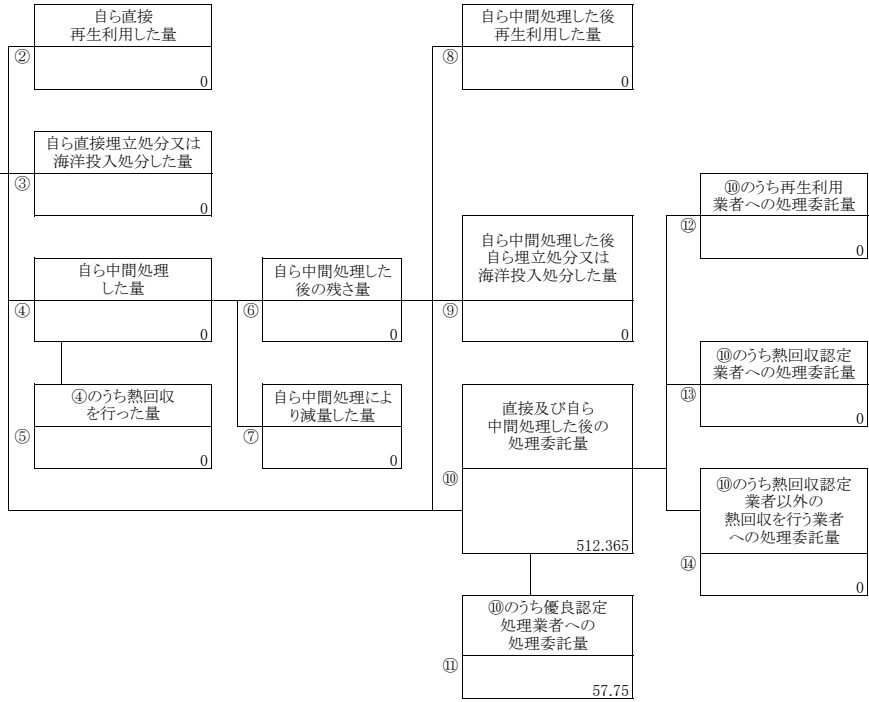 自ら直接
再生利用した量
②
0
自ら直接埋立処分又は
海洋投入処分した量
③
0
自ら中間処理
した量
④
0
④のうち熱回収
を行った量
⑤
0
自ら中間処理した
後の残さ量
⑥
0
自ら中間処理によ
り減量した量
⑦
0
自ら中間処理した後
再生利用した量
⑧
0
自ら中間処理した後
自ら埋立処分又は
海洋投入処分した量
⑨
0
直接及び自ら
中間処理した後の
処理委託量
⑩
512.365
⑩のうち優良認定
処理業者への
処理委託量
⑪
57.75
⑩のうち再生利用
業者への処理委託量
⑫
0
⑩のうち熱回収認定
業者への処理委託量
⑬
0
⑩のうち熱回収認定
業者以外の
熱回収を行う業者
への処理委託量
⑭
0